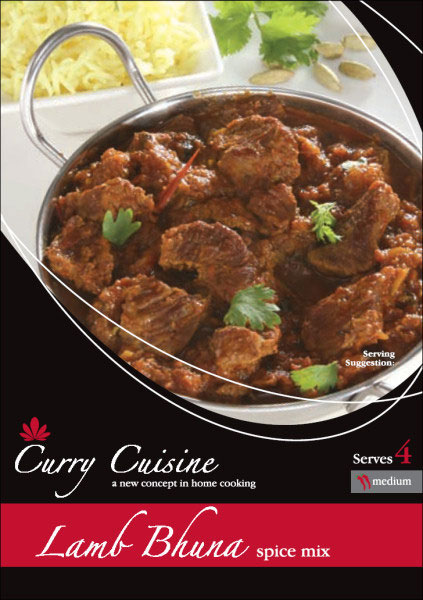 Serving
Suggestion:
Curry Cuisine
a new concept in home cooking
Serves 4
medium
Lamb Bhuna spice mix